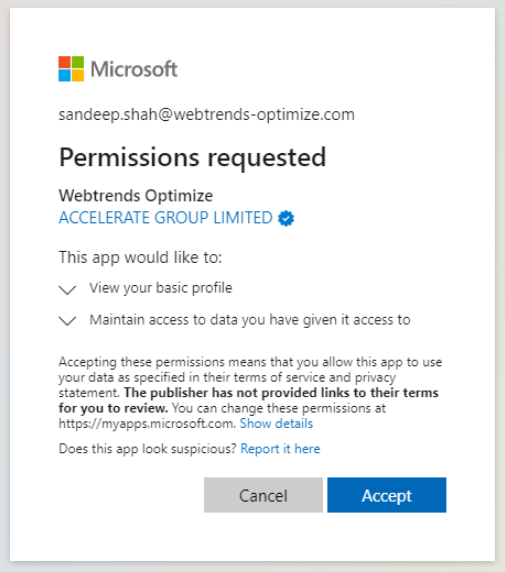 Microsoft
sandeep.shah@webtrends-optimize.com
Permissions requested
Webtrends Optimize
ACCELERATE GROUP LIMITED
This app would like to:
View your basic profile
Maintain access to data you have given it access to
Accepting these permissions means that you allow this app to use
your data as specified in their terms of service and privacy
statement. The publisher has not provided links to their terms
for you to review. You can change these permissions at
https://myapps.microsoft.com. Show details
Does this app look suspicious? Report it here
Cancel Accept